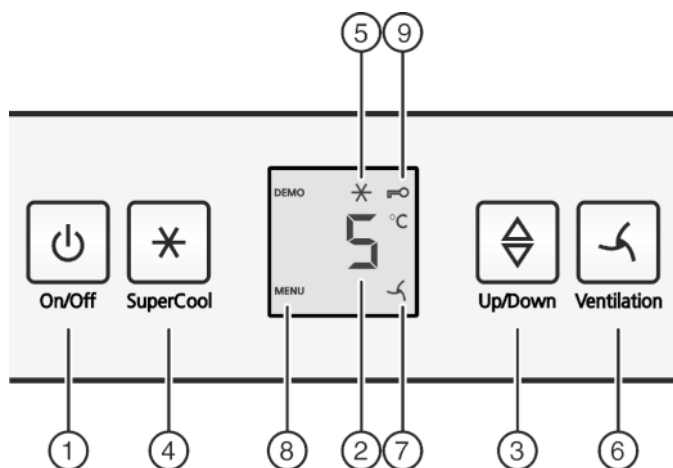 5 9
DEMO
5 °C
MENU
On/Off SuperCool Up/Down Ventilation
1 4 8 2 7 3 6